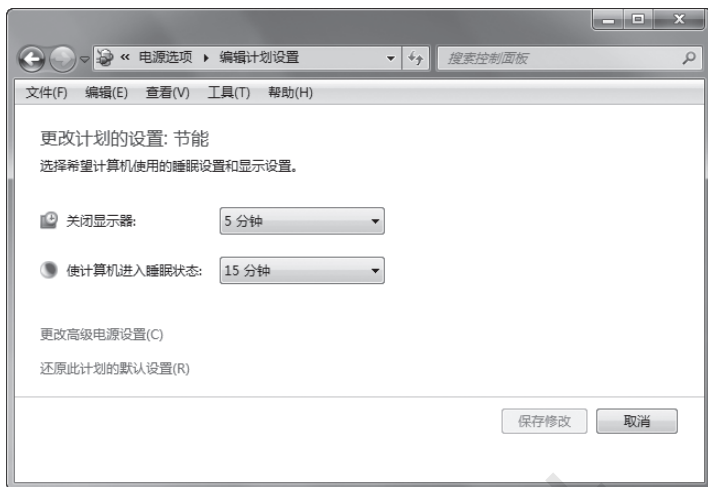 « 电源选项 ▸ 编辑计划设置 搜索控制面板
文件(F) 编辑(E) 查看(V) 工具(T) 帮助(H)
更改计划的设置: 节能
选择希望计算机使用的睡眠设置和显示设置。
关闭显示器: 5 分钟
使计算机进入睡眠状态: 15 分钟
更改高级电源设置(C)
还原此计划的默认设置(R)
保存修改 取消